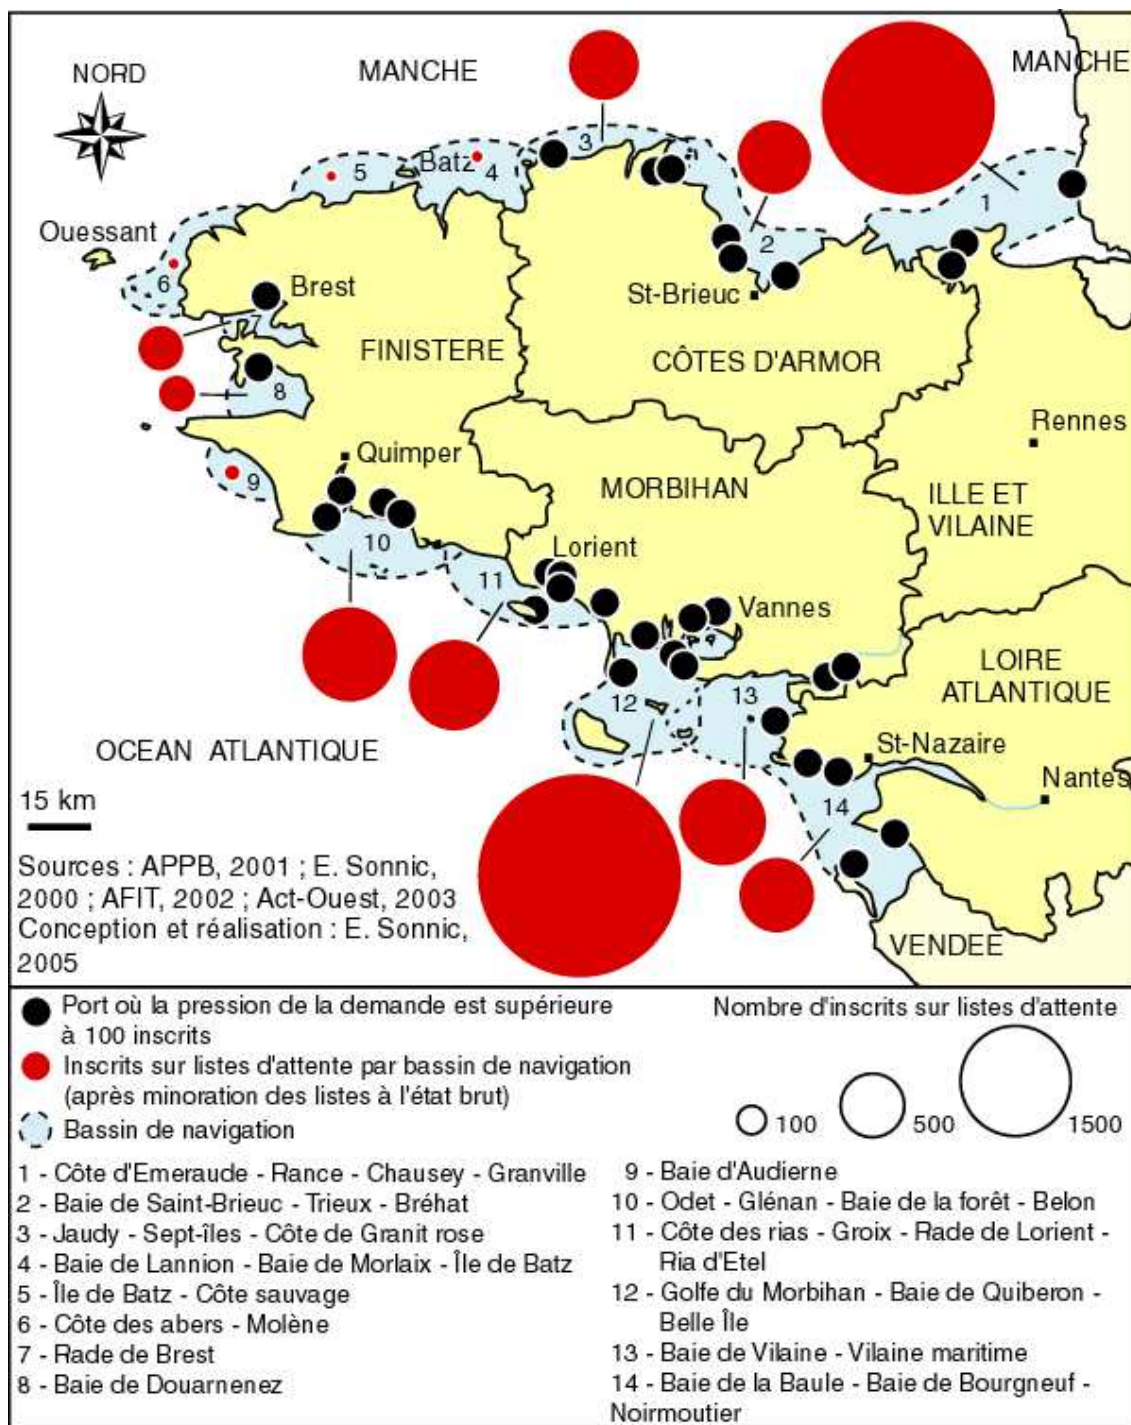 NORD
MANCHE
MANCHE
3
Batz
4
5
1
Ouessant
2
6
Brest
St-Brieuc
7
FINISTERE
CÔTES D'ARMOR
8
Rennes
Quimper
9
MORBIHAN
ILLE ET
VILAINE
10
Lorient
11
Vannes
LOIRE
ATLANTIQUE
12
13
OCEAN ATLANTIQUE
St-Nazaire
Nantes
14
15 km
Sources : APPB, 2001 ; E. Sonnic,
2000 ; AFIT, 2002 ; Act-Ouest, 2003
Conception et réalisation : E. Sonnic,
2005
VENDEE
Port où la pression de la demande est supérieure
à 100 inscrits
Inscrits sur listes d'attente par bassin de navigation
(après minoration des listes à l'état brut)
Bassin de navigation
Nombre d'inscrits sur listes d'attente
100
500
1500
1 - Côte d'Emeraude - Rance - Chausey - Granville
2 - Baie de Saint-Brieuc - Trieux - Bréhat
3 - Jaudy - Sept-îles - Côte de Granit rose
4 - Baie de Lannion - Baie de Morlaix - Île de Batz
5 - Île de Batz - Côte sauvage
6 - Côte des abers - Molène
7 - Rade de Brest
8 - Baie de Douarnenez
9 - Baie d'Audierne
10 - Odet - Glénan - Baie de la forêt - Belon
11 - Côte des rias - Groix - Rade de Lorient -
Ria d'Etel
12 - Golfe du Morbihan - Baie de Quiberon -
Belle Île
13 - Baie de Vilaine - Vilaine maritime
14 - Baie de la Baule - Baie de Bourgneuf -
Noirmoutier